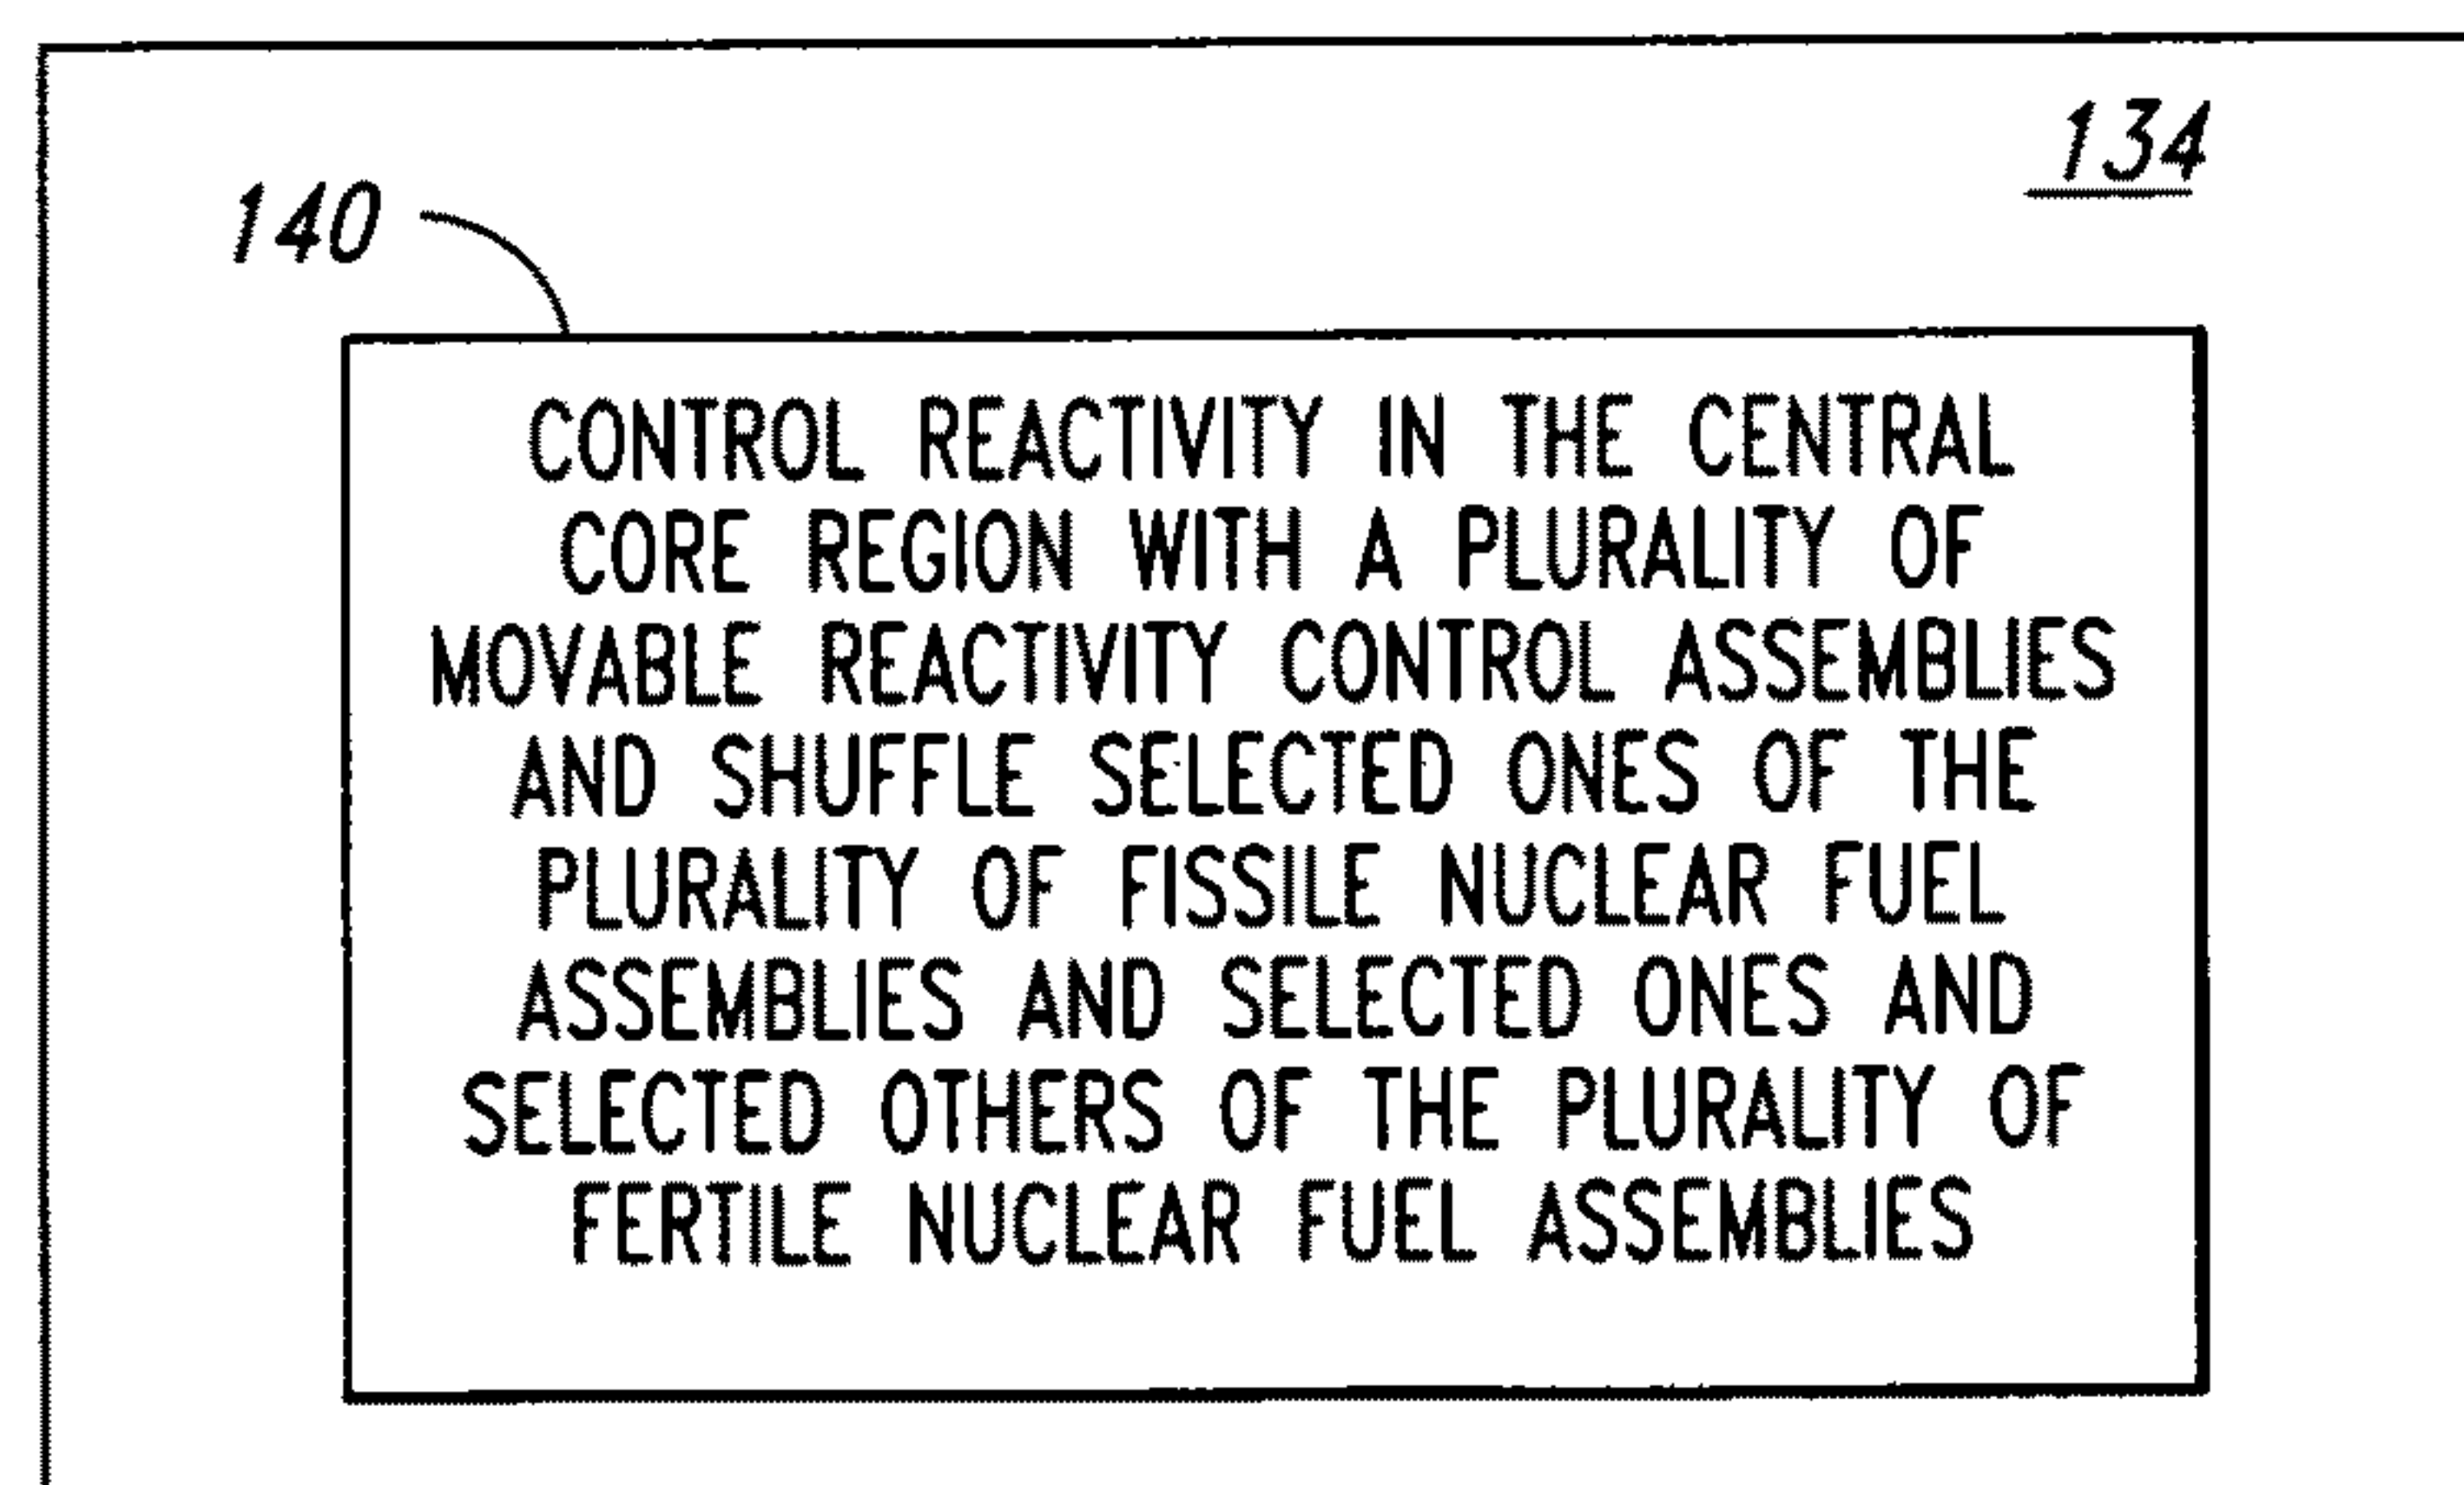 134
140
CONTROL REACTIVITY IN THE CENTRAL
CORE REGION WITH A PLURALITY OF
MOVABLE REACTIVITY CONTROL ASSEMBLIES
AND SHUFFLE SELECTED ONES OF THE
PLURALITY OF FISSILE NUCLEAR FUEL
ASSEMBLIES AND SELECTED ONES AND
SELECTED OTHERS OF THE PLURALITY OF
FERTILE NUCLEAR FUEL ASSEMBLIES